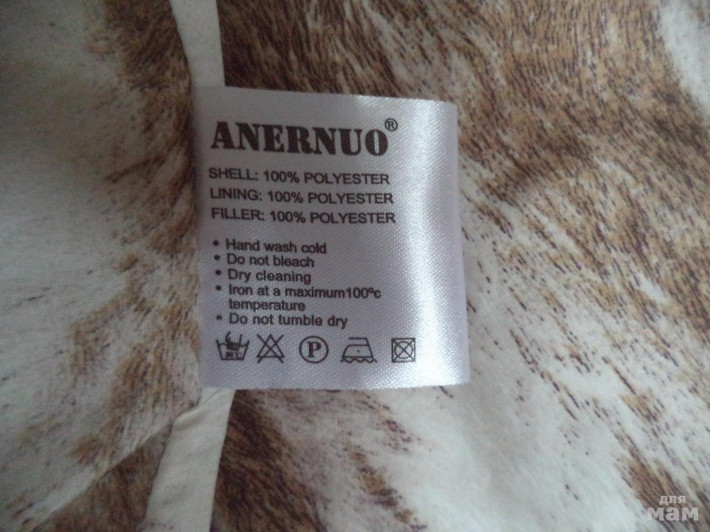 ANERNUO®
SHELL: 100% POLYESTER
LINING: 100% POLYESTER
FILLER: 100% POLYESTER
• Hand wash cold
• Do not bleach
• Dry cleaning
• Iron at a maximum100ºc
temperature
• Do not tumble dry
P
для
мам